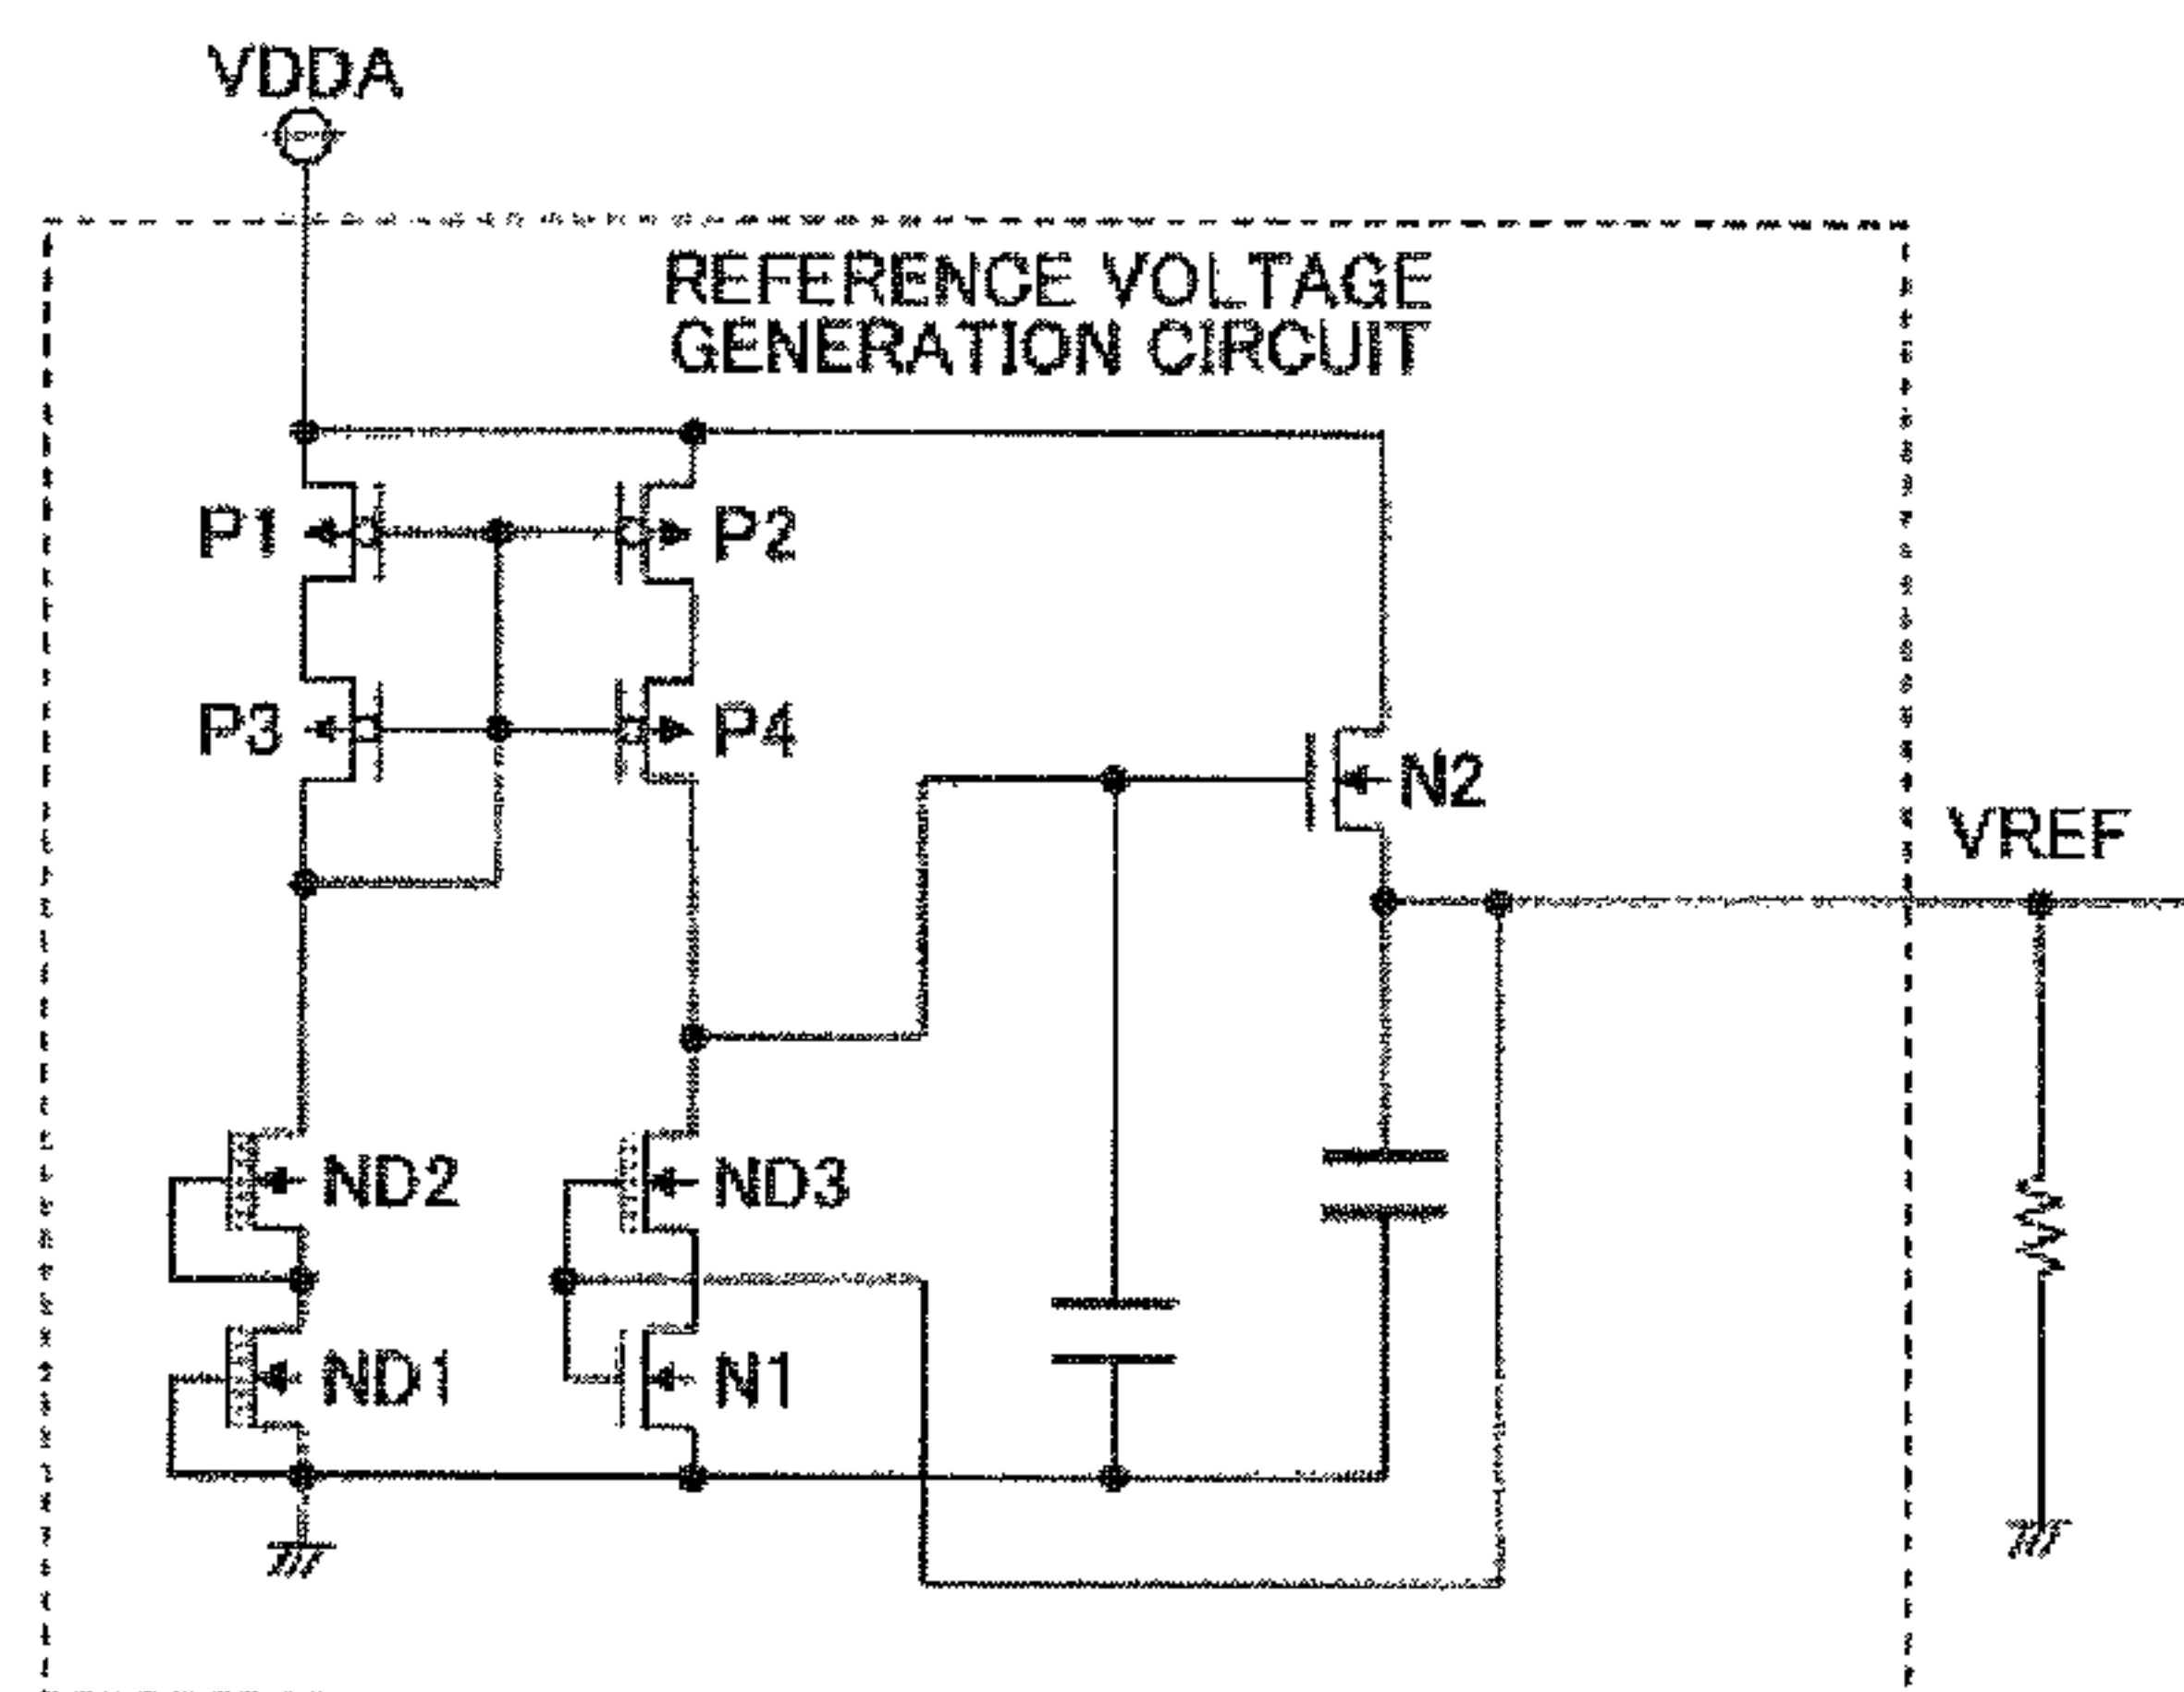 VDDA
REFERENCE VOLTAGE
GENERATION CIRCUIT
P1
P2
P3
P4
N2
VREF
ND2
ND3
ND1
N1